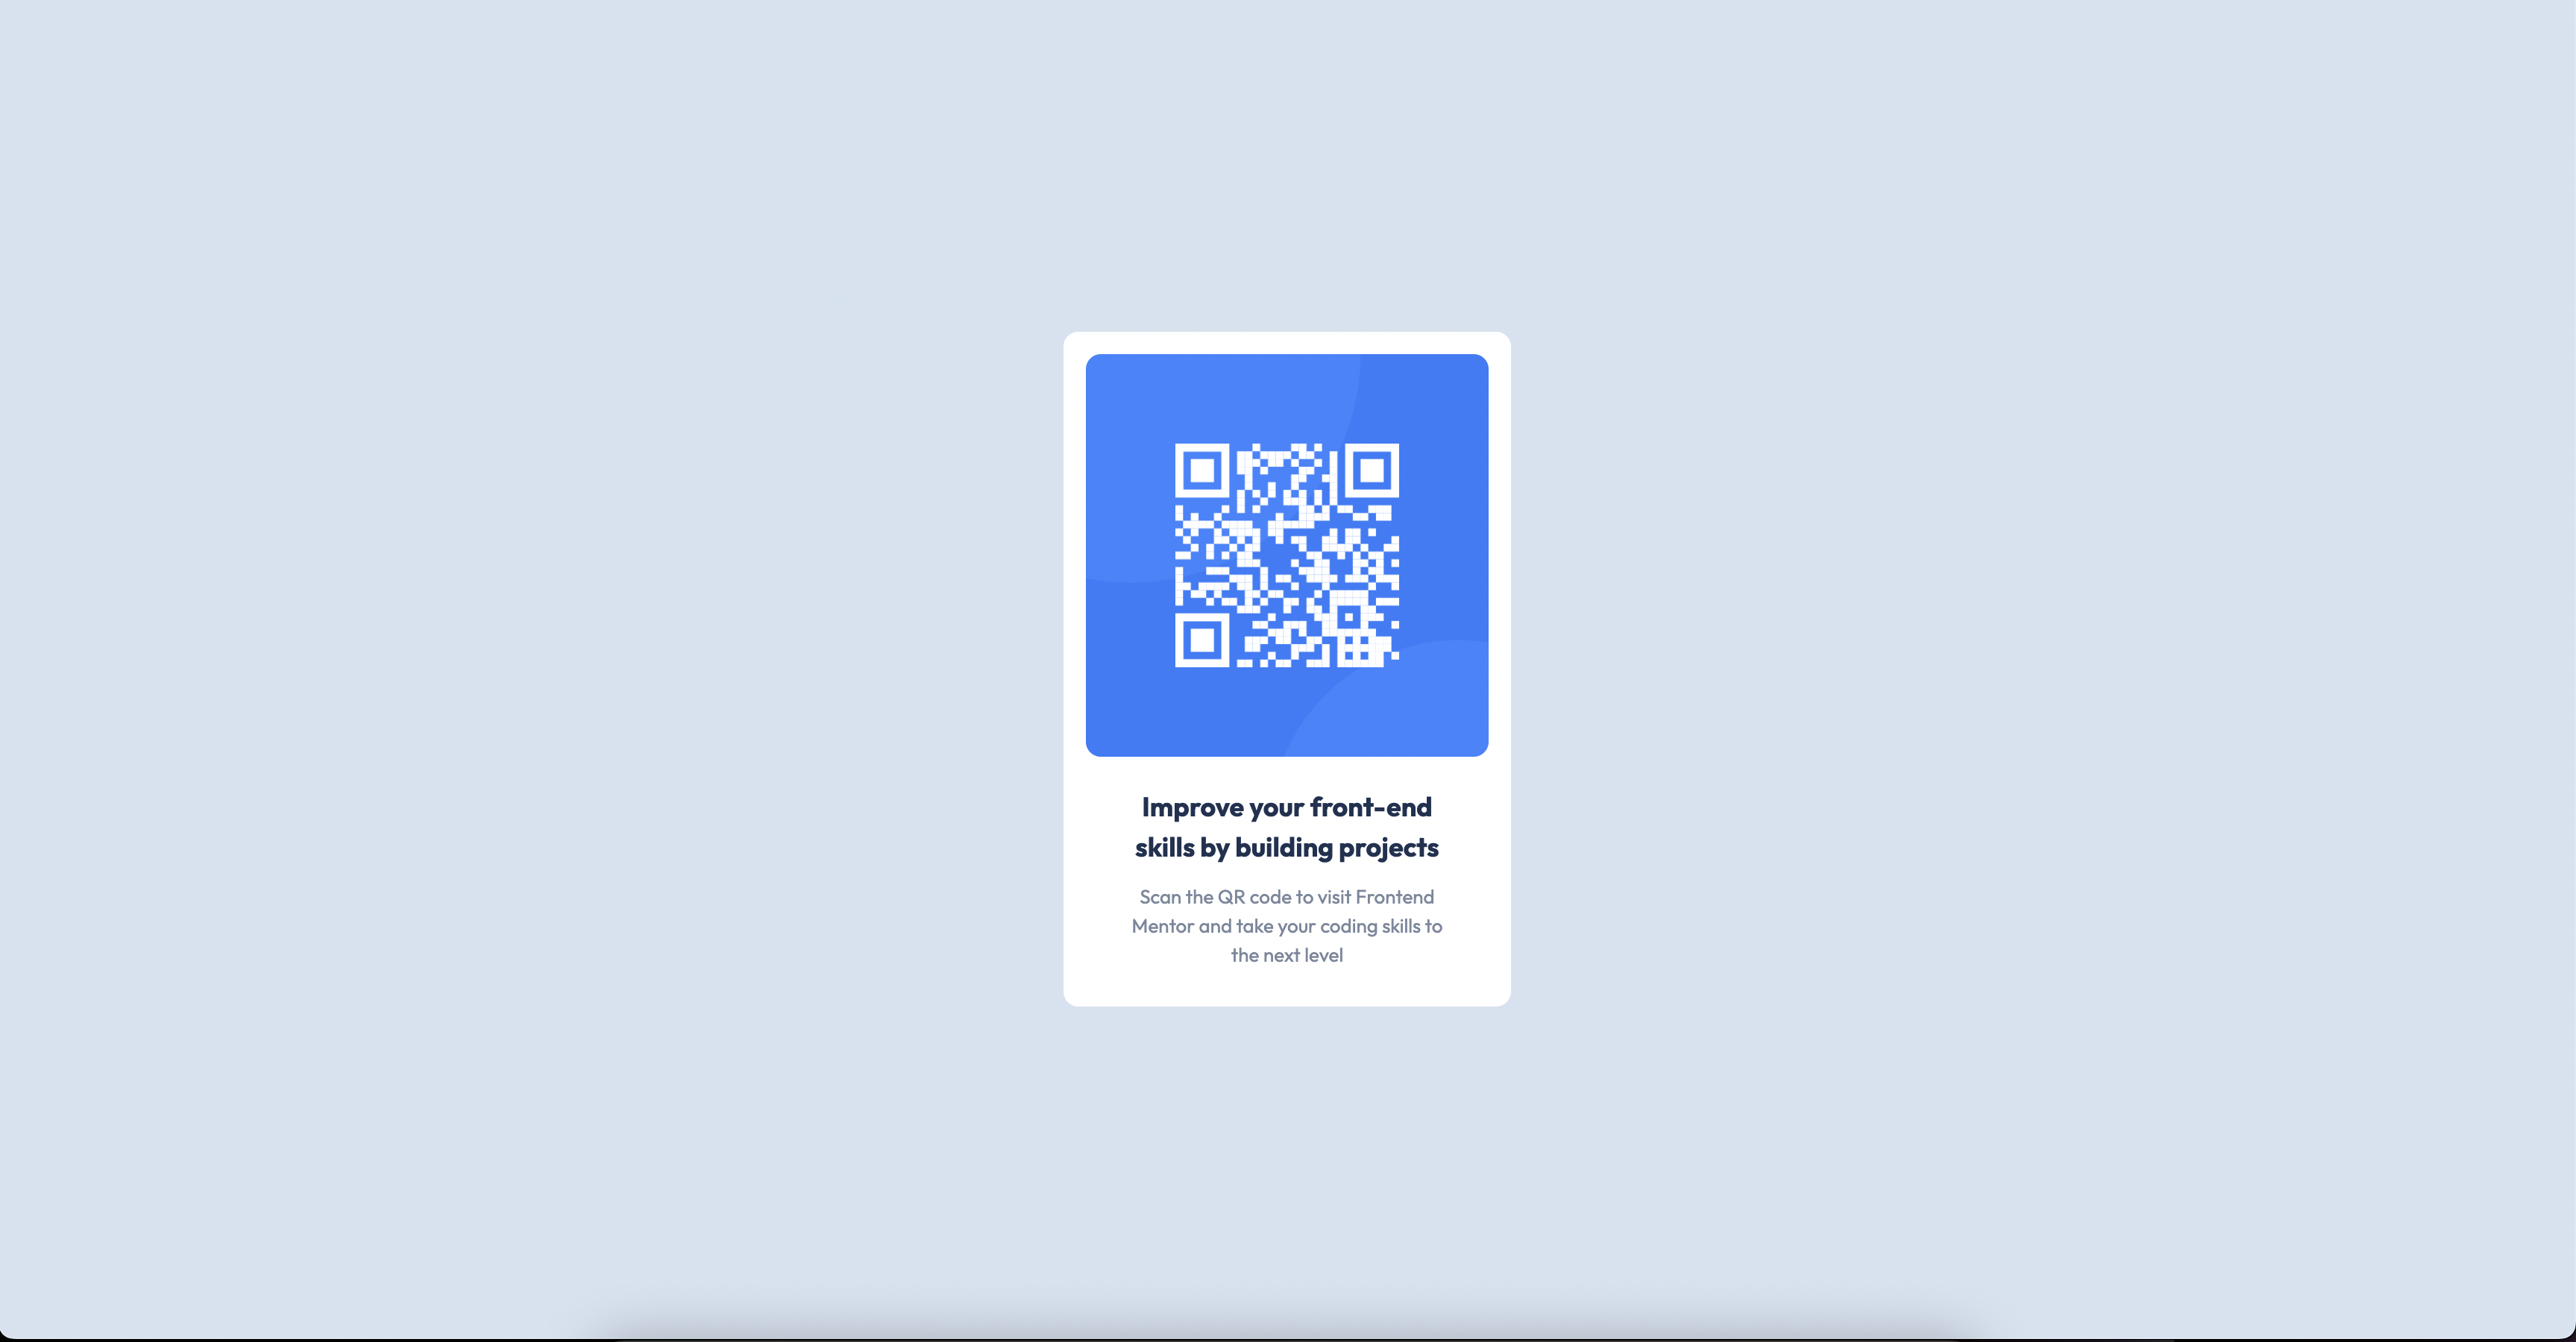 Improve your front-end
skills by building projects
Scan the QR code to visit Frontend
Mentor and take your coding skills to
the next level